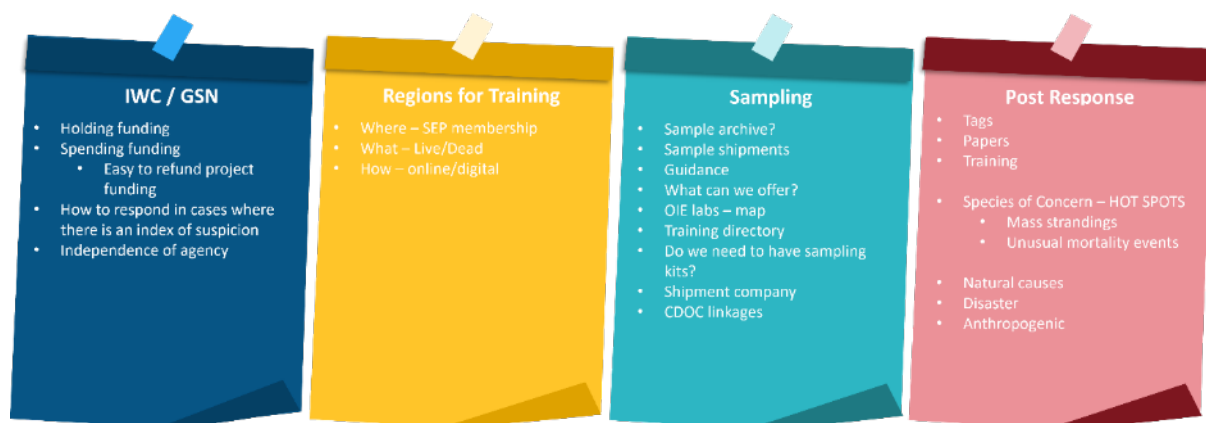 IWC / GSN
• Holding funding
• Spending funding
• Easy to refund project
funding
• How to respond in cases where
there is an index of suspicion
• Independence of agency
Regions for Training
• Where – SEP membership
• What – Live/Dead
• How – online/digital
Sampling
• Sample archive?
• Sample shipments
• Guidance
• What can we offer?
• OIE labs – map
• Training directory
• Do we need to have sampling
kits?
• Shipment company
• CDOC linkages
Post Response
• Tags
• Papers
• Training
• Species of Concern – HOT SPOTS
• Mass strandings
• Unusual mortality events
• Natural causes
• Disaster
• Anthropogenic